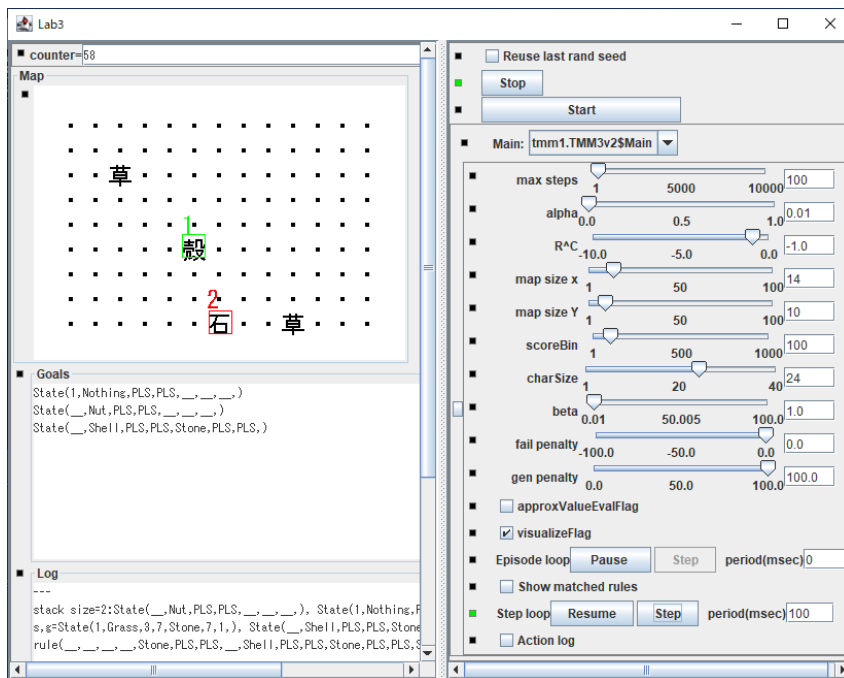 Lab3
counter=58
Map
草
1
殻
2
石
草
Goals
State(1,Nothing,PLS,PLS,__,__,__,)
State(__,Nut,PLS,PLS,__,__,__,)
State(__,Shell,PLS,PLS,Stone,PLS,PLS,)
Log
---
stack size=2:State(__,Nut,PLS,PLS,__,__,__,), State(1,Nothing,P
s,g=State(1,Grass,3,7,Stone,7,1,), State(__,Shell,PLS,PLS,Stone
rule(__,__,__,__,Stone,PLS,PLS,__,Shell,PLS,PLS,Stone,PLS,PLS,S
Reuse last rand seed
Stop
Start
Main: tmm1.TMM3v2$Main
max steps 1 5000 10000 100
alpha 0.0 0.5 1.0 0.01
R^C -10.0 -5.0 0.0 -1.0
map size x 1 50 100 14
map size Y 1 50 100 10
scoreBin 1 500 1000 100
charSize 1 20 40 24
beta 0.01 50.005 100.0 1.0
fail penalty -100.0 -50.0 0.0 0.0
gen penalty 0.0 50.0 100.0 100.0
approxValueEvalFlag
visualizeFlag
Episode loop Pause Step period(msec) 0
Show matched rules
Step loop Resume Step period(msec) 100
Action log